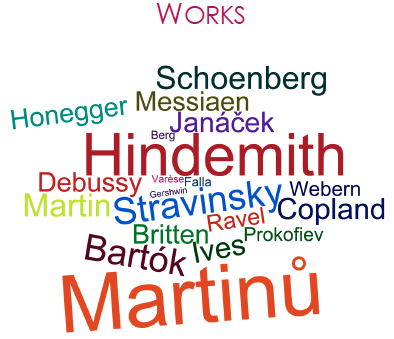 WORKS
Schoenberg
Messiaen
Honegger
Janáček
Berg
Hindemith
Debussy
Varèse
Falla
Gershwin
Webern
Martin
Stravinsky
Copland
Ravel
Britten
Prokofiev
Ives
Bartók
Martinů